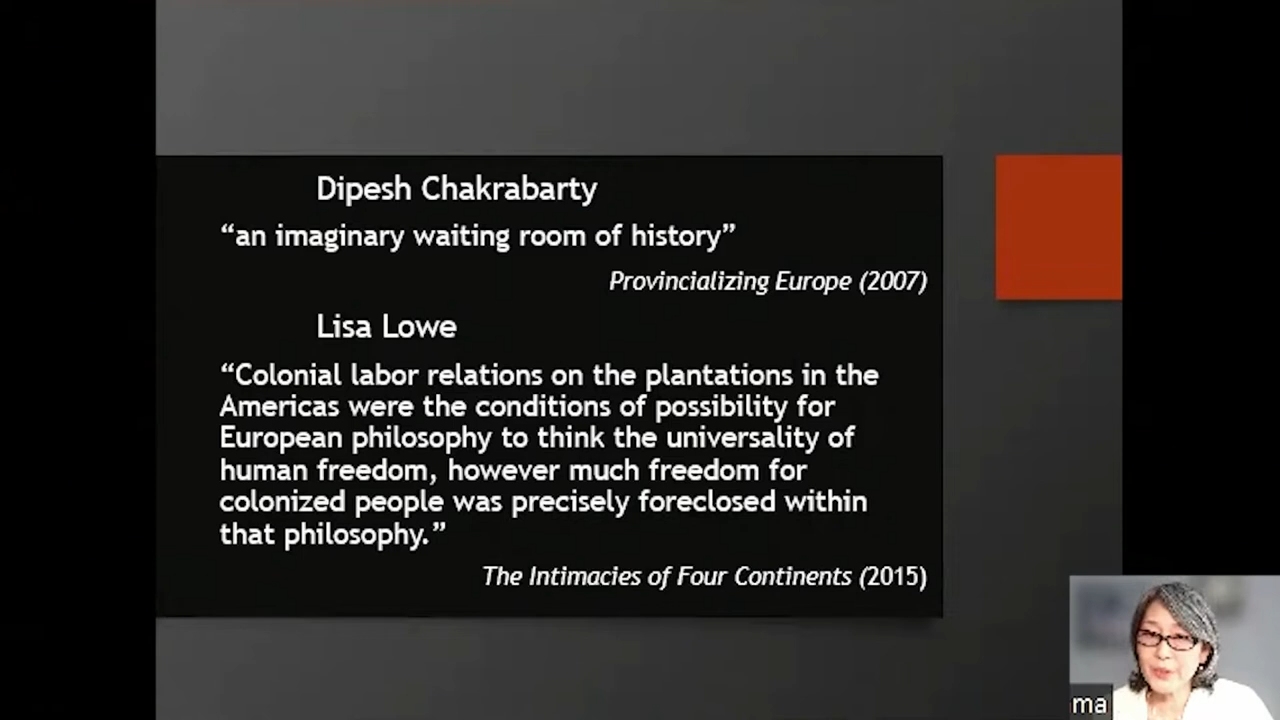 Dipesh Chakrabarty
“an imaginary waiting room of history”
Provincializing Europe (2007)
Lisa Lowe
“Colonial labor relations on the plantations in the
Americas were the conditions of possibility for
European philosophy to think the universality of
human freedom, however much freedom for
colonized people was precisely foreclosed within
that philosophy.”
The Intimacies of Four Continents (2015)
ma